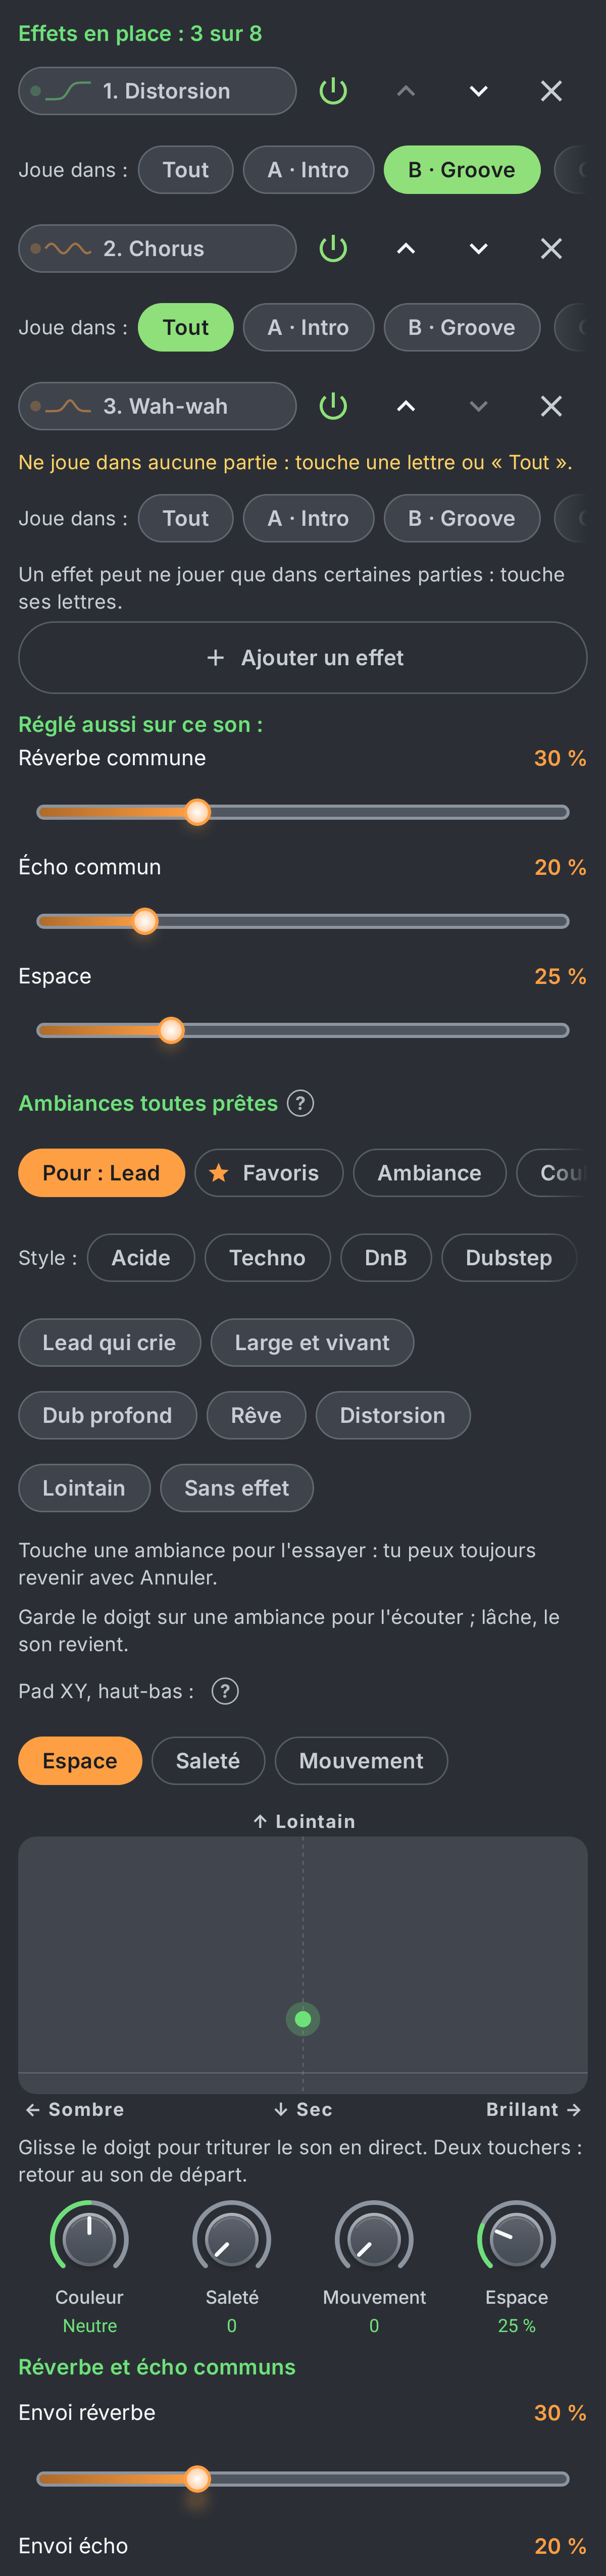 Effets en place : 3 sur 8
1. Distorsion
Joue dans : Tout A · Intro B · Groove
2. Chorus
Joue dans : Tout A · Intro B · Groove
3. Wah-wah
Ne joue dans aucune partie : touche une lettre ou « Tout ».
Joue dans : Tout A · Intro B · Groove
Un effet peut ne jouer que dans certaines parties : touche
ses lettres.
+ Ajouter un effet
Réglé aussi sur ce son :
Réverbe commune 30 %
Écho commun 20 %
Espace 25 %
Ambiances toutes prêtes ?
Pour : Lead ★ Favoris Ambiance
Style : Acide Techno DnB Dubstep
Lead qui crie Large et vivant
Dub profond Rêve Distorsion
Lointain Sans effet
Touche une ambiance pour l'essayer : tu peux toujours
revenir avec Annuler.
Garde le doigt sur une ambiance pour l'écouter ; lâche, le
son revient.
Pad XY, haut-bas : ?
Espace Saleté Mouvement
↑ Lointain
← Sombre ↓ Sec Brillant →
Glisse le doigt pour triturer le son en direct. Deux touchers :
retour au son de départ.
Couleur Saleté Mouvement Espace
Neutre 0 0 25 %
Réverbe et écho communs
Envoi réverbe 30 %
Envoi écho 20 %